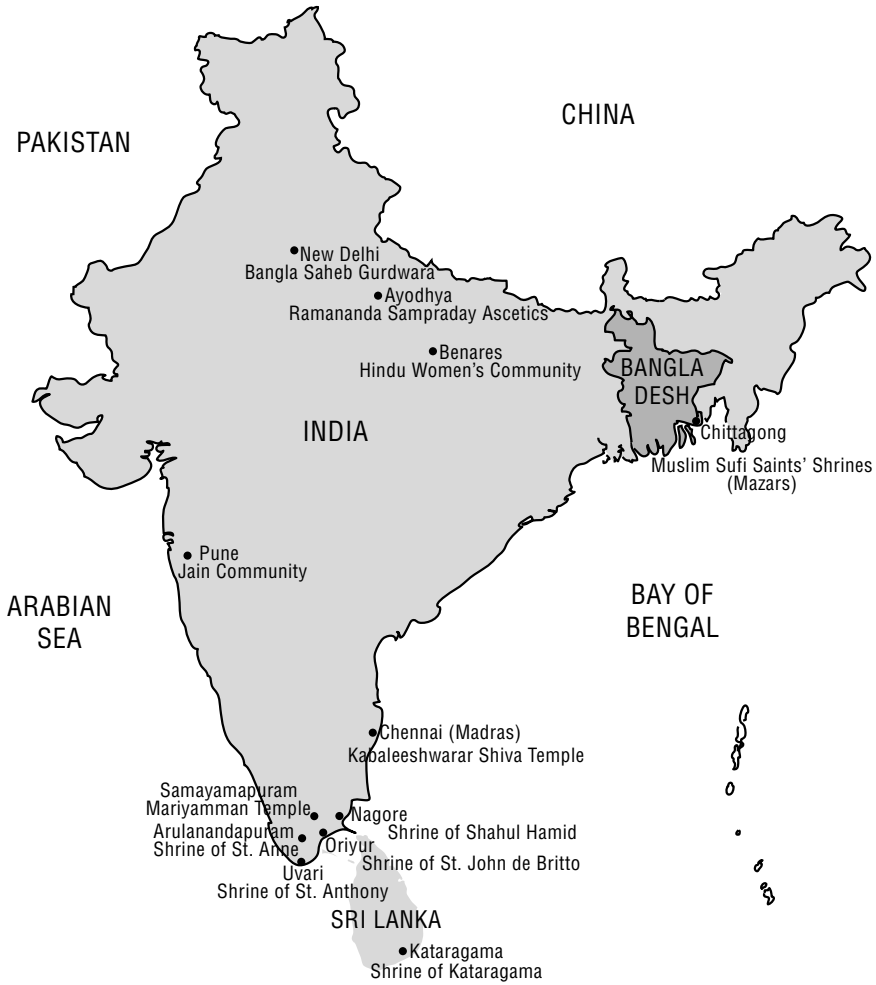 CHINA
PAKISTAN
New Delhi
Bangla Saheb Gurdwara
Ayodhya
Ramananda Sampraday Ascetics
Benares
Hindu Women's Community
BANGLA
DESH
INDIA
Chittagong
Muslim Sufi Saints' Shrines
(Mazars)
Pune
Jain Community
ARABIAN
SEA
BAY OF
BENGAL
Chennai (Madras)
Kabaleeshwarar Shiva Temple
Samayamapuram
Mariyamman Temple
Nagore
Shrine of Shahul Hamid
Arulanandapuram
Shrine of St. Anne
Oriyur
Shrine of St. John de Britto
Uvari
Shrine of St. Anthony
SRI LANKA
Kataragama
Shrine of Kataragama